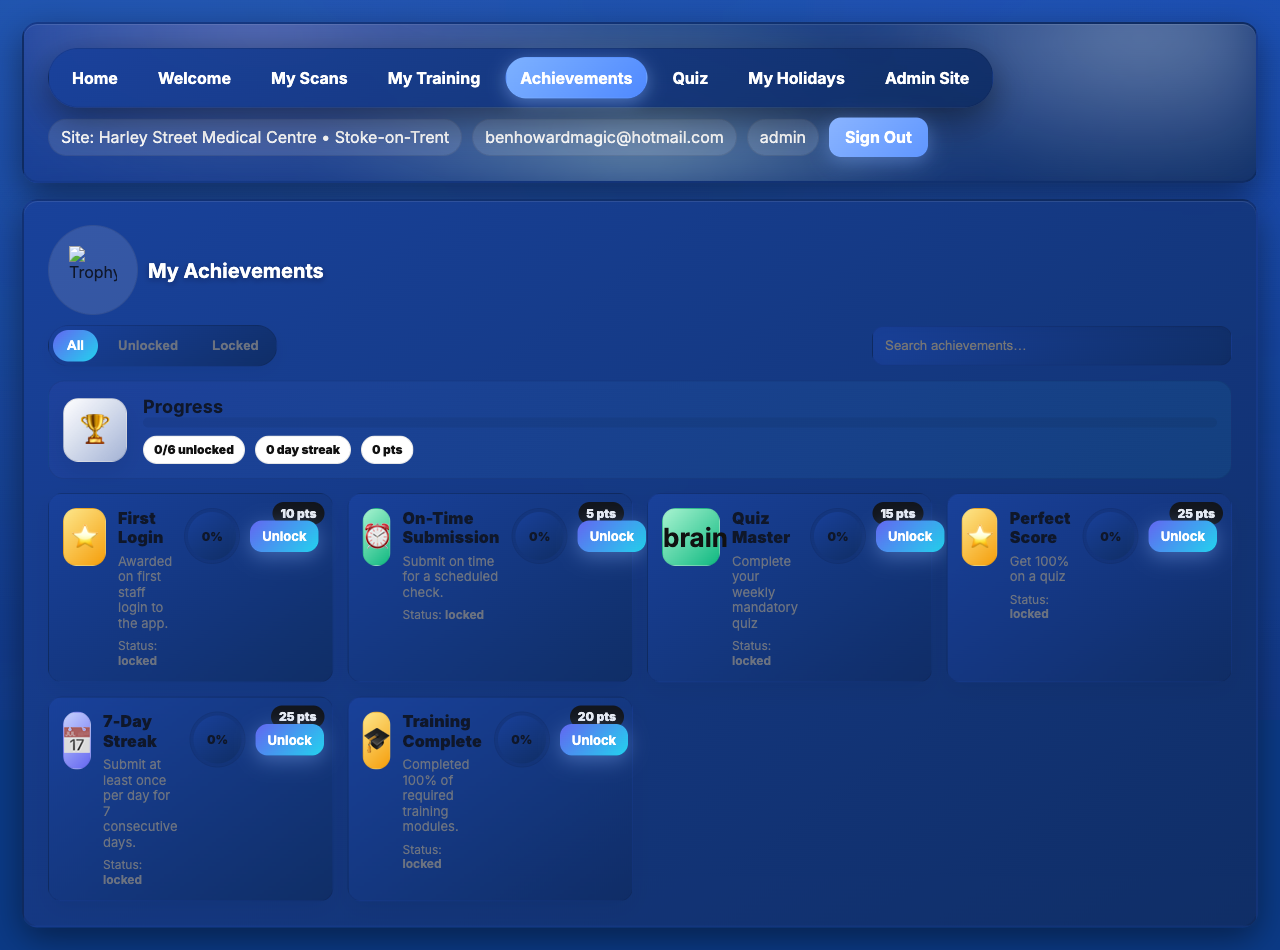 Home Welcome My Scans My Training Achievements Quiz My Holidays Admin Site
Site: Harley Street Medical Centre • Stoke-on-Trent benhowardmagic@hotmail.com admin Sign Out
Trophy
My Achievements
All Unlocked Locked
Search achievements…
Progress
0/6 unlocked 0 day streak 0 pts
First
Login
Awarded
on first
staff
login to
the app.
Status:
locked
0%
10 pts
Unlock
On-Time
Submission
Submit on time
for a scheduled
check.
Status: locked
0%
5 pts
Unlock
brain
Quiz
Master
Complete
your
weekly
mandatory
quiz
Status:
locked
0%
15 pts
Unlock
Perfect
Score
Get 100%
on a quiz
Status:
locked
0%
25 pts
Unlock
17
7-Day
Streak
Submit at
least once
per day for
7
consecutive
days.
Status:
locked
0%
25 pts
Unlock
Training
Complete
Completed
100% of
required
training
modules.
Status:
locked
0%
20 pts
Unlock